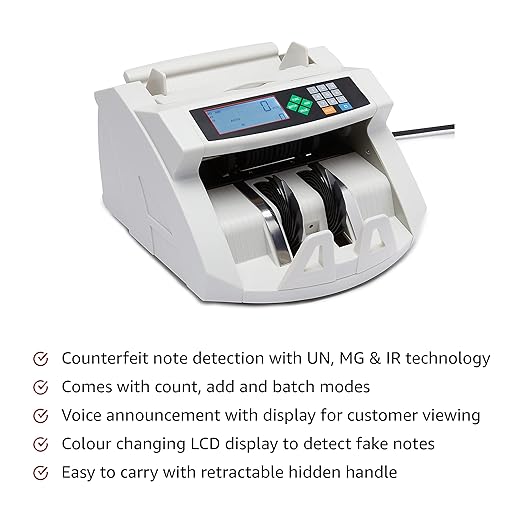 0
Counterfeit note detection with UN, MG & IR technology
Comes with count, add and batch modes
Voice announcement with display for customer viewing
Colour changing LCD display to detect fake notes
Easy to carry with retractable hidden handle